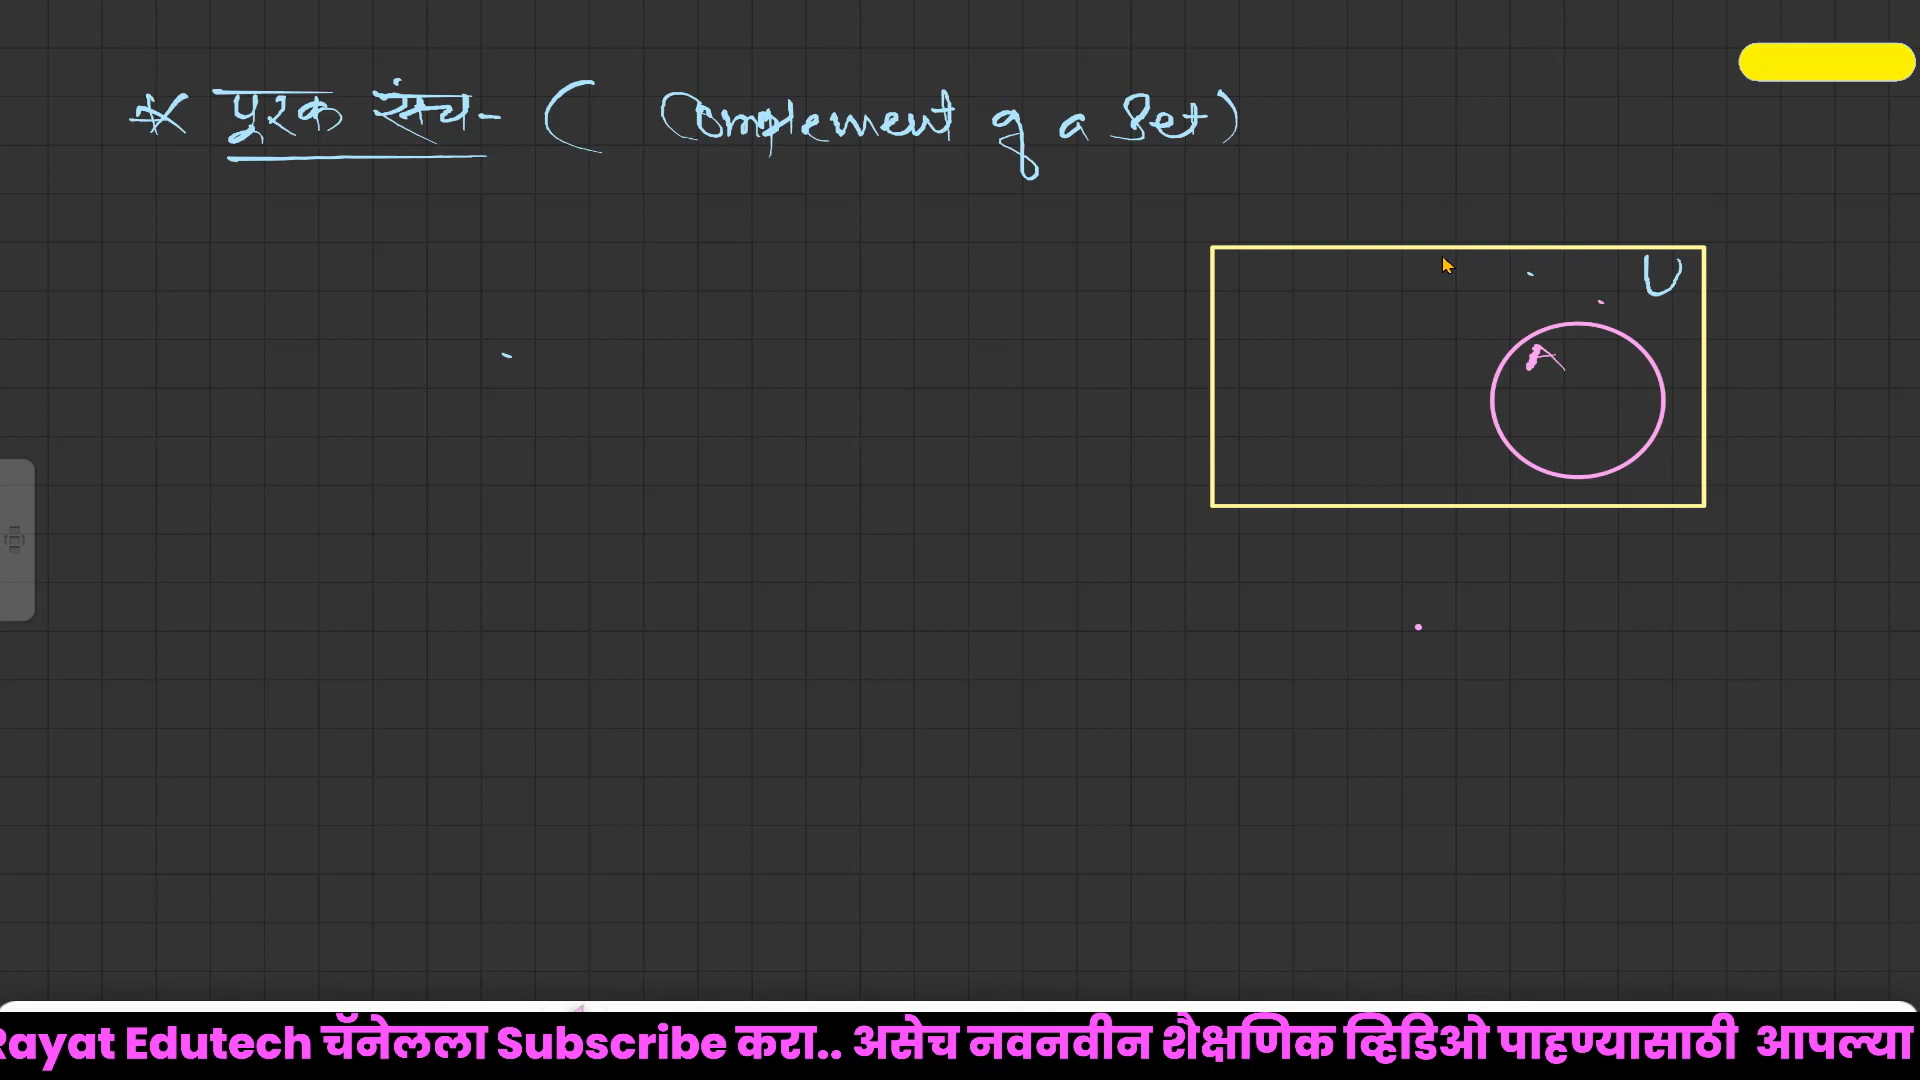 * पुरक संच - ( Complement of a Set )
U
A
Rayat Edutech चॅनेलला Subscribe करा.. असेच नवनवीन शैक्षणिक व्हिडिओ पाहण्यासाठी आपल्या